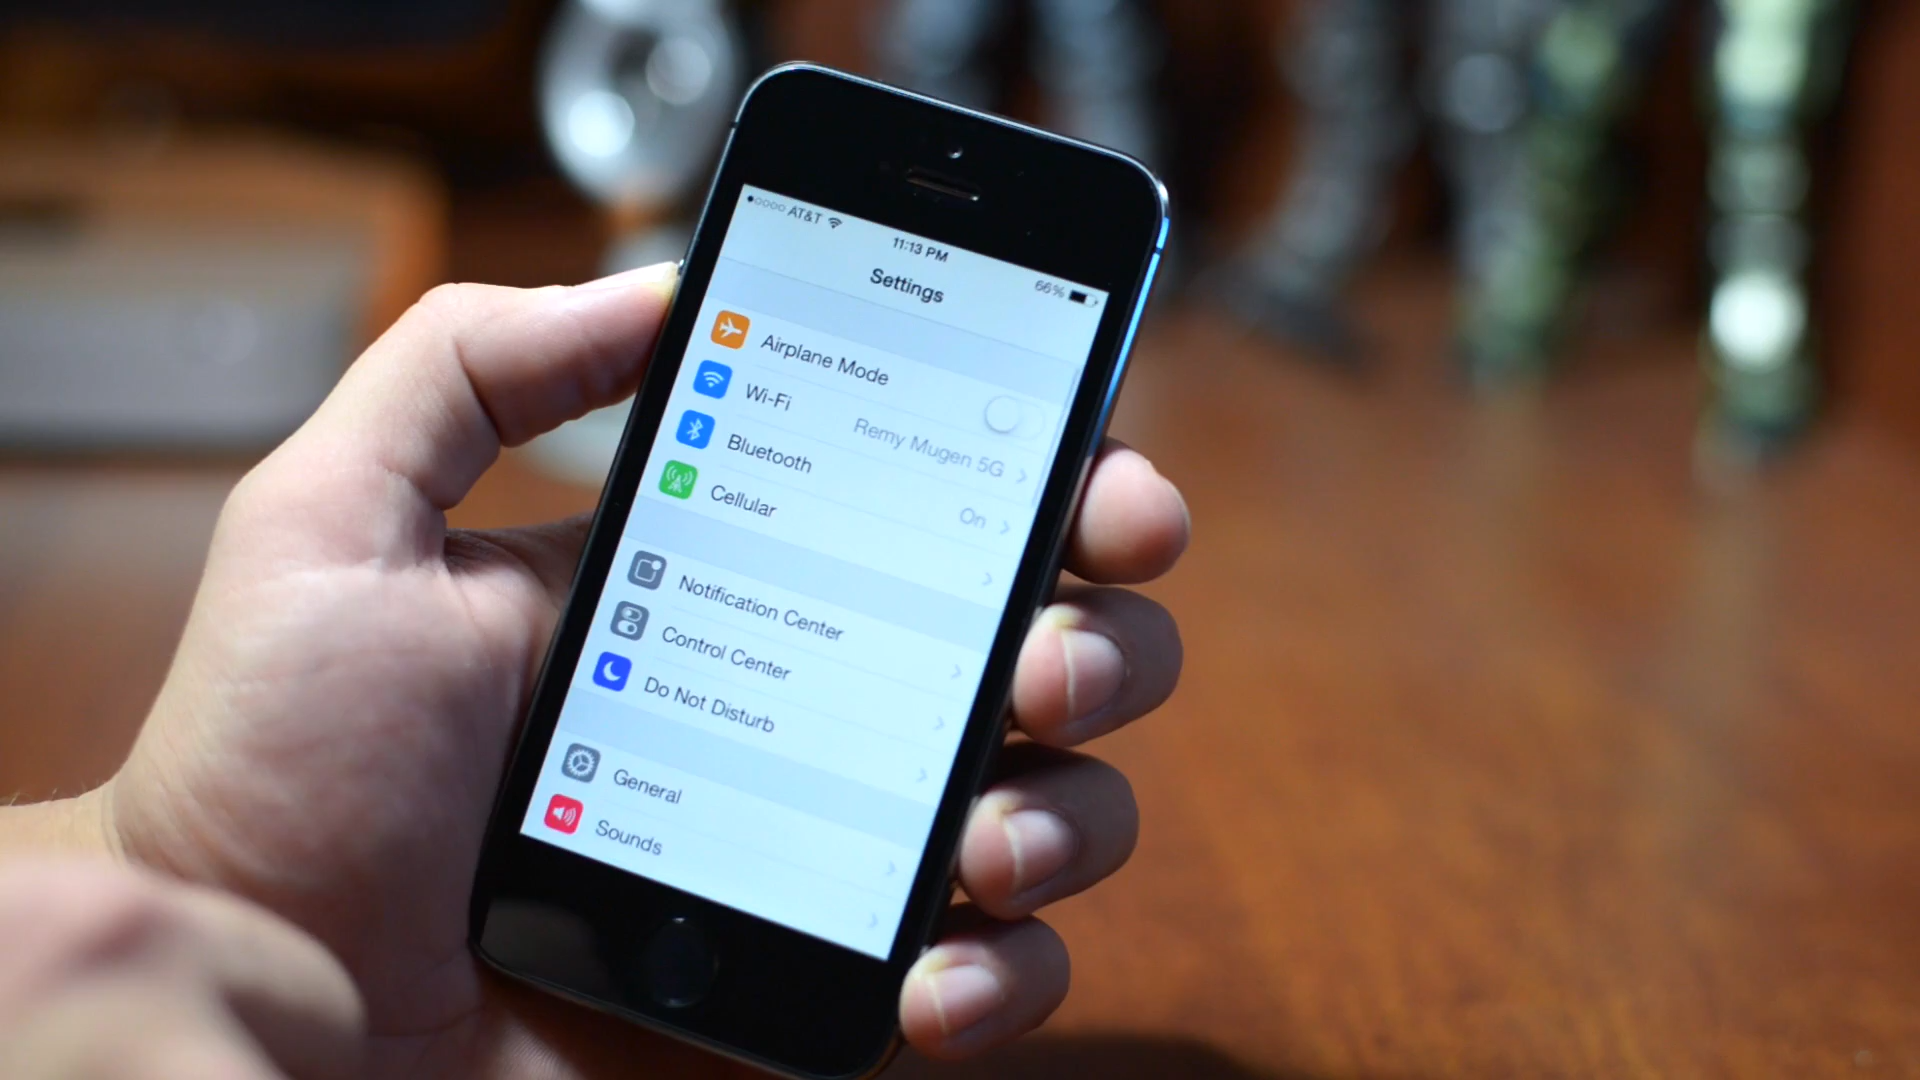 AT&T
11:13 PM
66%
Settings
Airplane Mode
Wi-Fi
Remy Mugen 5G
Bluetooth
On
Cellular
Notification Center
Control Center
Do Not Disturb
General
Sounds